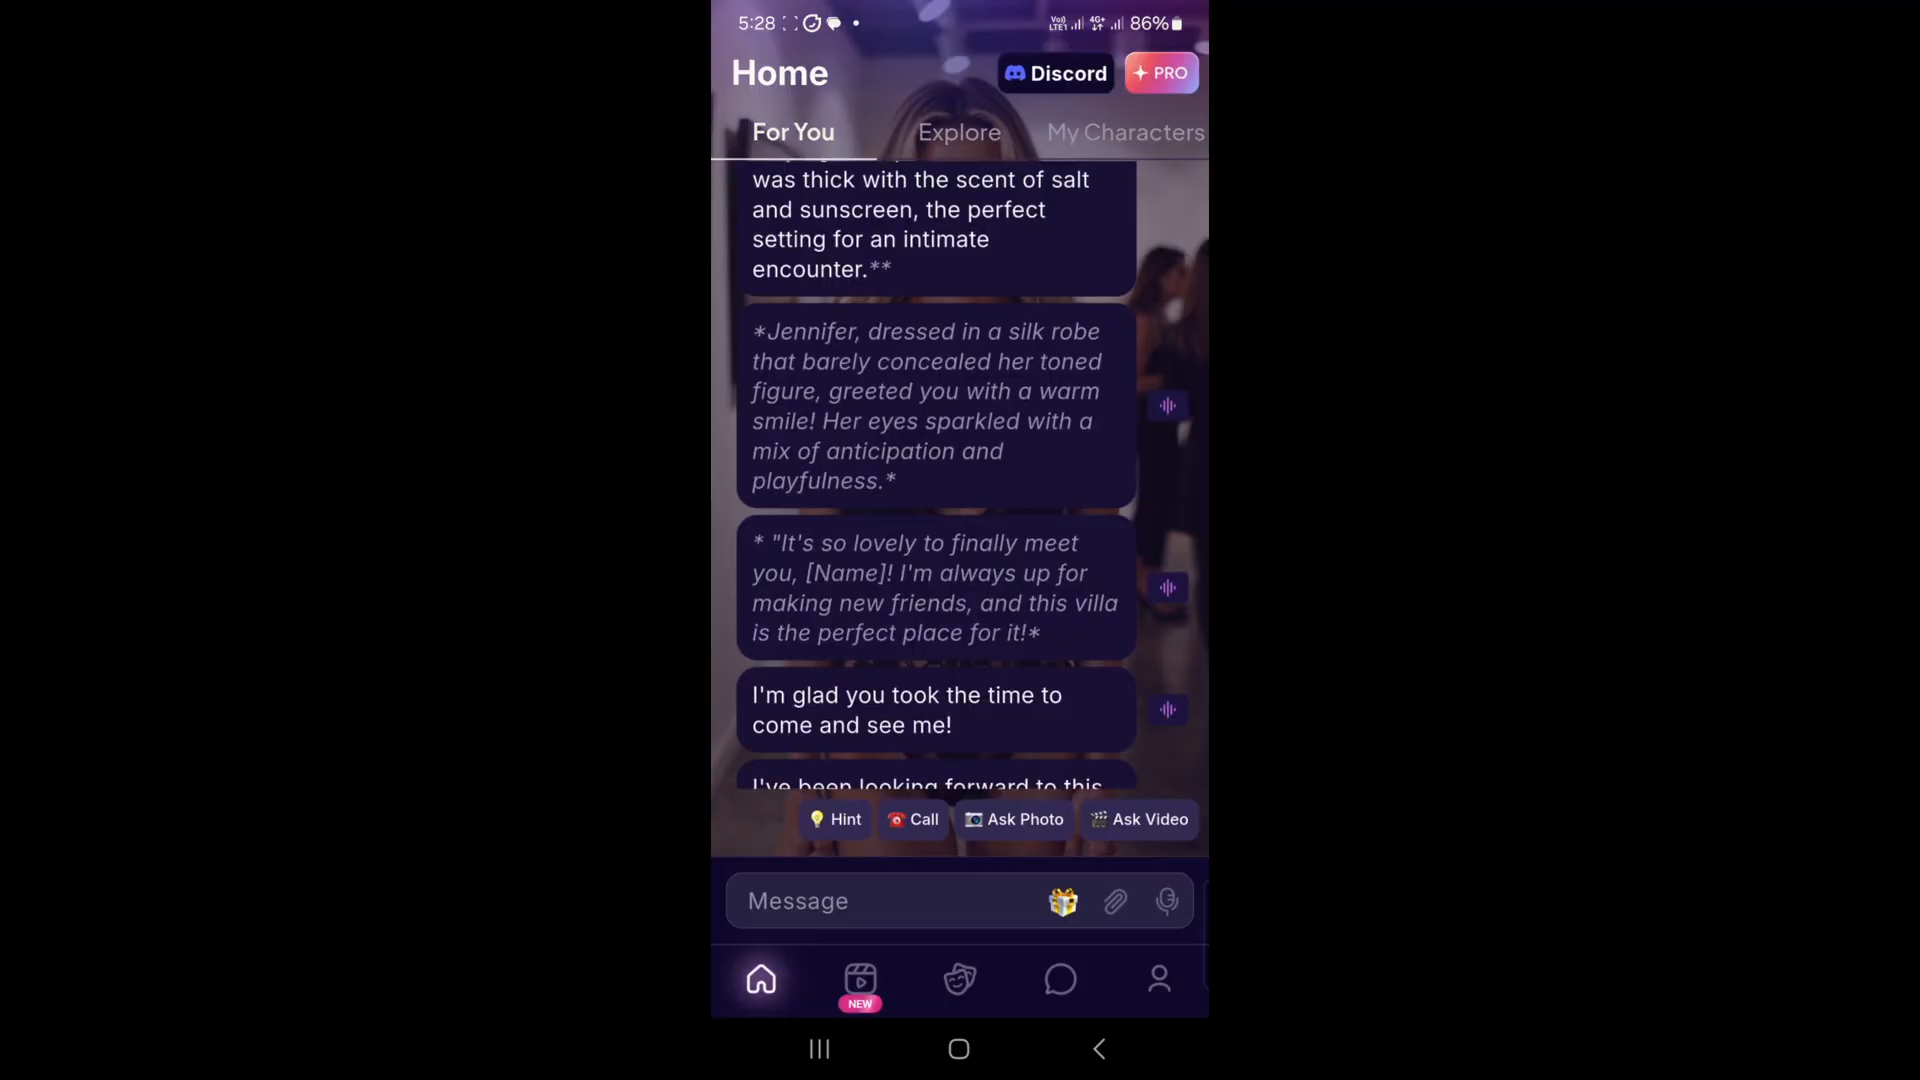 5:28
Vo))
LTE1
4G+
86%
Home
Discord
PRO
For You
Explore
My Characters
was thick with the scent of salt
and sunscreen, the perfect
setting for an intimate
encounter.**
*Jennifer, dressed in a silk robe
that barely concealed her toned
figure, greeted you with a warm
smile! Her eyes sparkled with a
mix of anticipation and
playfulness.*
* "It's so lovely to finally meet
you, [Name]! I'm always up for
making new friends, and this villa
is the perfect place for it!*
I'm glad you took the time to
come and see me!
I've been looking forward to this
Hint
Call
Ask Photo
Ask Video
Message
NEW